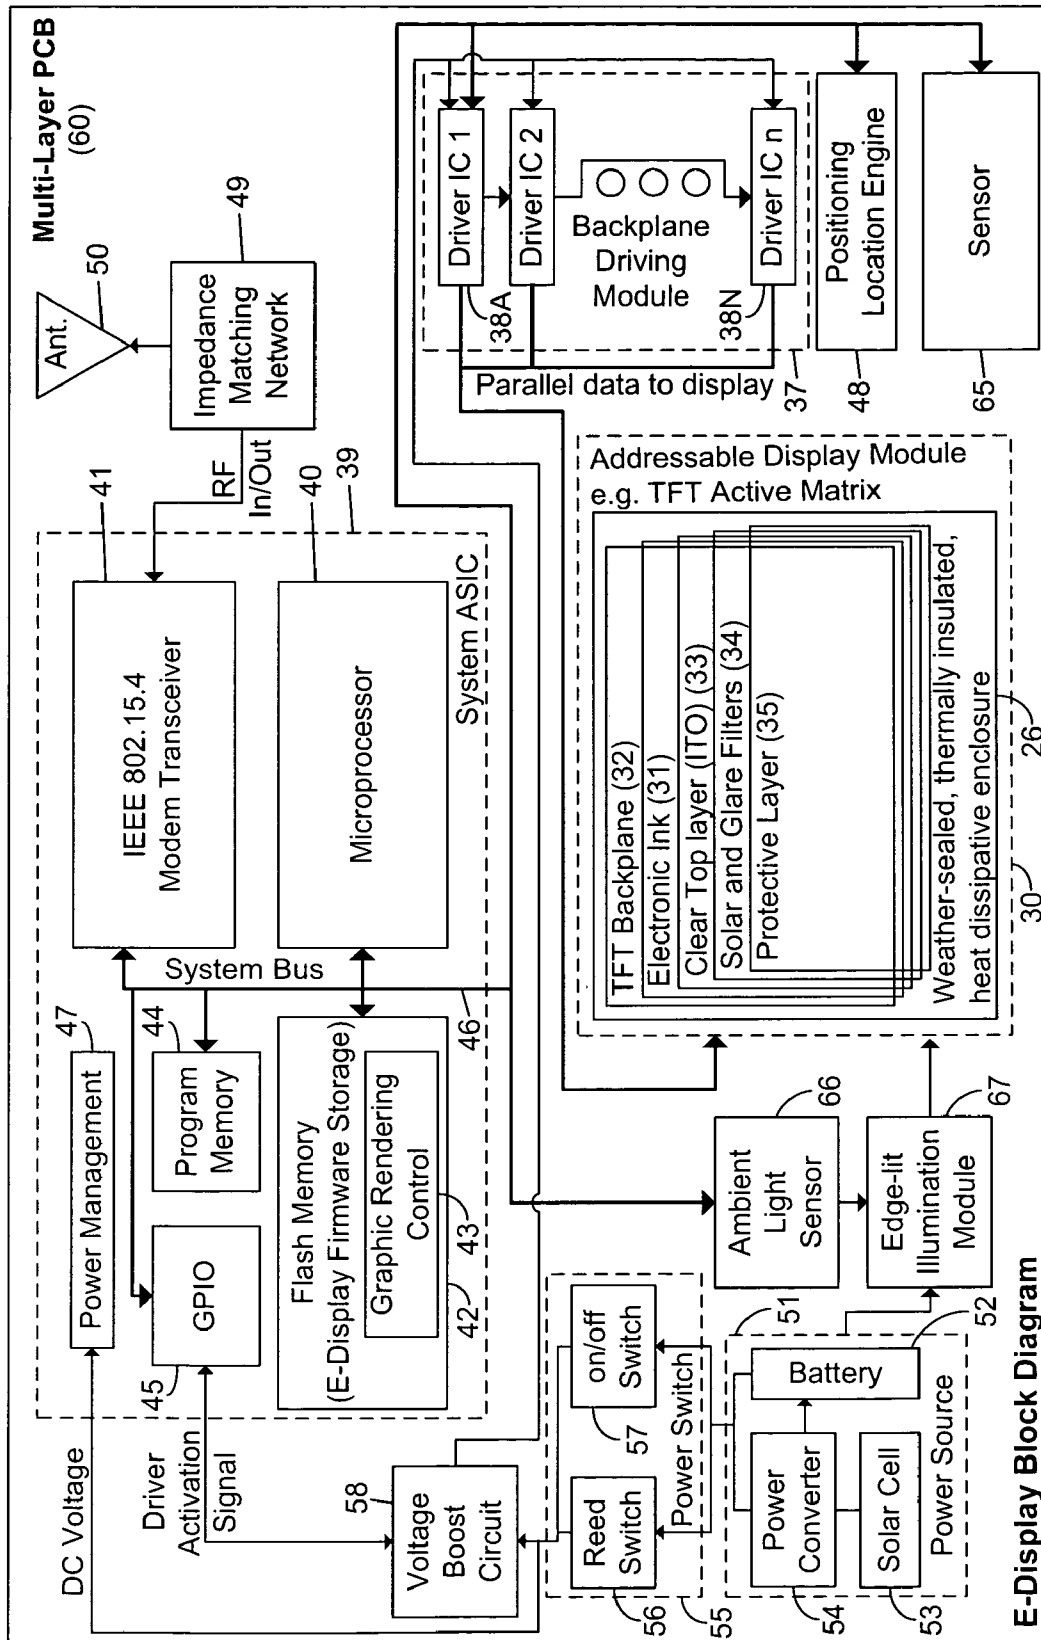 Multi-Layer PCB
(60)
DC Voltage
Driver
Activation
Signal
47
Power Management
45
GPIO
44
Program
Memory
System Bus
41
IEEE 802.15.4
Modem Transceiver
RF
In/Out
Ant.
50
Impedance
Matching
Network
49
Flash Memory
(E-Display Firmware Storage)
Graphic Rendering
Control
43
42
46
40
Microprocessor
System ASIC
39
58
Voltage
Boost
Circuit
Reed
Switch
56
on/off
Switch
57
Power Switch
55
Power
Converter
54
Solar Cell
53
Battery
52
51
Power Source
Ambient
Light
Sensor
66
Edge-lit
Illumination
Module
67
Parallel data to display
Driver IC 1
38A
Driver IC 2
Backplane
Driving
Module
Driver IC n
38N
37
Positioning
Location Engine
48
Sensor
65
Addressable Display Module
e.g. TFT Active Matrix
TFT Backplane (32)
Electronic Ink (31)
Clear Top layer (ITO) (33)
Solar and Glare Filters (34)
Protective Layer (35)
Weather-sealed, thermally insulated,
heat dissipative enclosure
26
30
E-Display Block Diagram